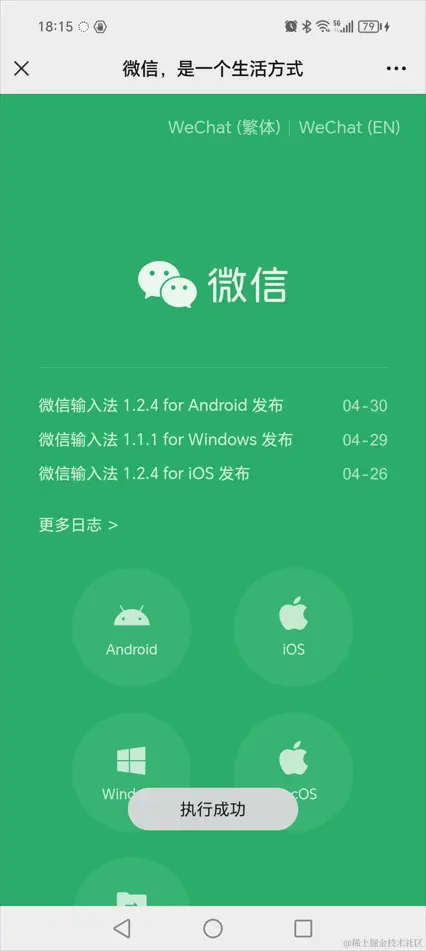 18:15
5G
79
微信，是一个生活方式
WeChat (繁体) | WeChat (EN)
微信
微信输入法 1.2.4 for Android 发布 04-30
微信输入法 1.1.1 for Windows 发布 04-29
微信输入法 1.2.4 for iOS 发布 04-26
更多日志 >
Android
iOS
Wind
cOS
执行成功
@稀土掘金技术社区